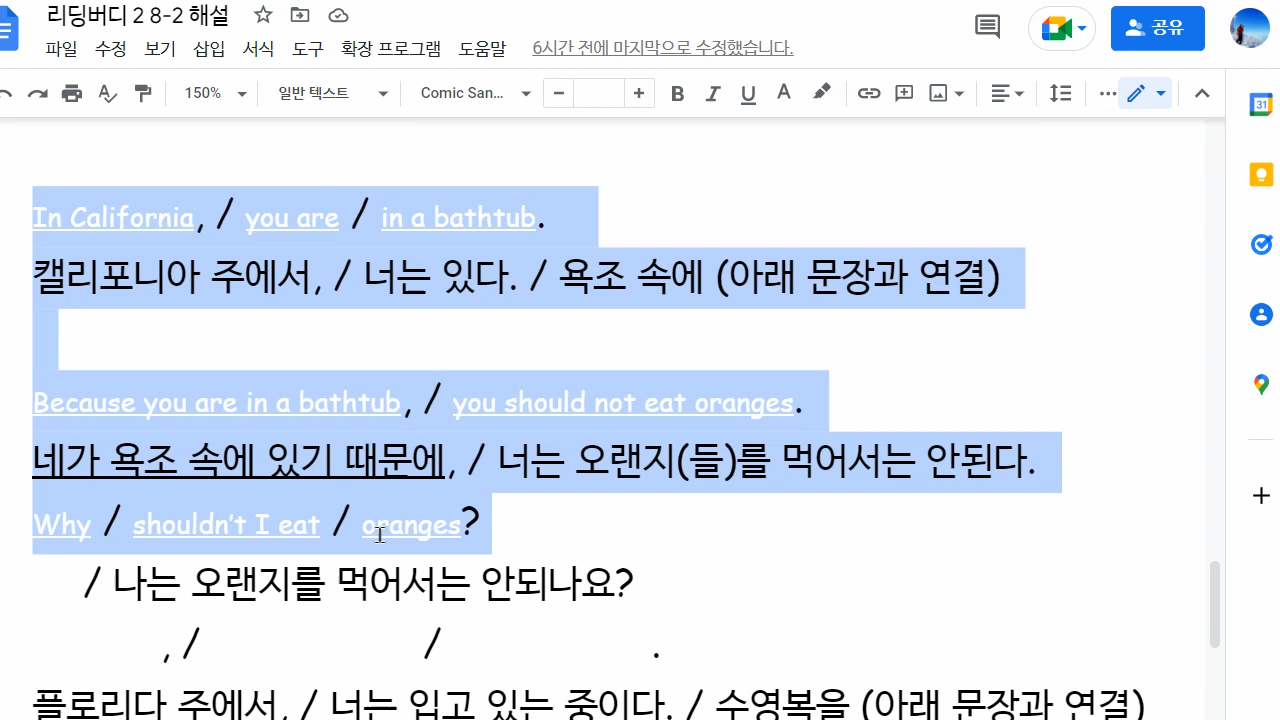 리딩버디 2 8-2 해설
파일 수정 보기 삽입 서식 도구 확장 프로그램 도움말 6시간 전에 마지막으로 수정했습니다.
공유
150% 일반 텍스트 Comic San... − + B I U A
31
In California, / you are / in a bathtub.
캘리포니아 주에서, / 너는 있다. / 욕조 속에 (아래 문장과 연결)
Because you are in a bathtub, / you should not eat oranges.
네가 욕조 속에 있기 때문에, / 너는 오랜지(들)를 먹어서는 안된다.
Why / shouldn't I eat / oranges?
/ 나는 오랜지를 먹어서는 안되나요?
, / / .
플로리다 주에서, / 너는 입고 있는 중이다. / 수영복을 (아래 문장과 연결)